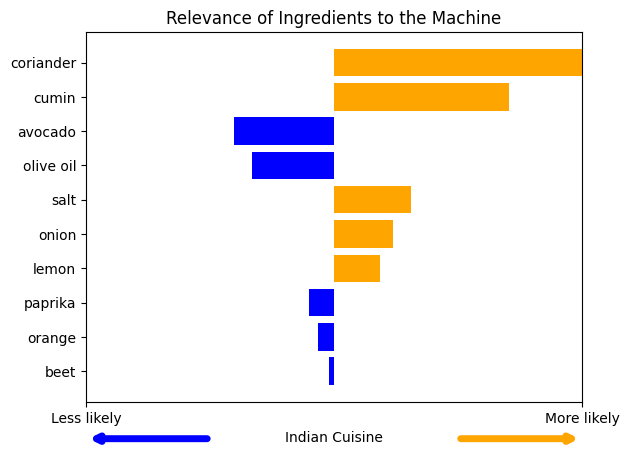 Relevance of Ingredients to the Machine
coriander
cumin
avocado
olive oil
salt
onion
lemon
paprika
orange
beet
Less likely
More likely
Indian Cuisine